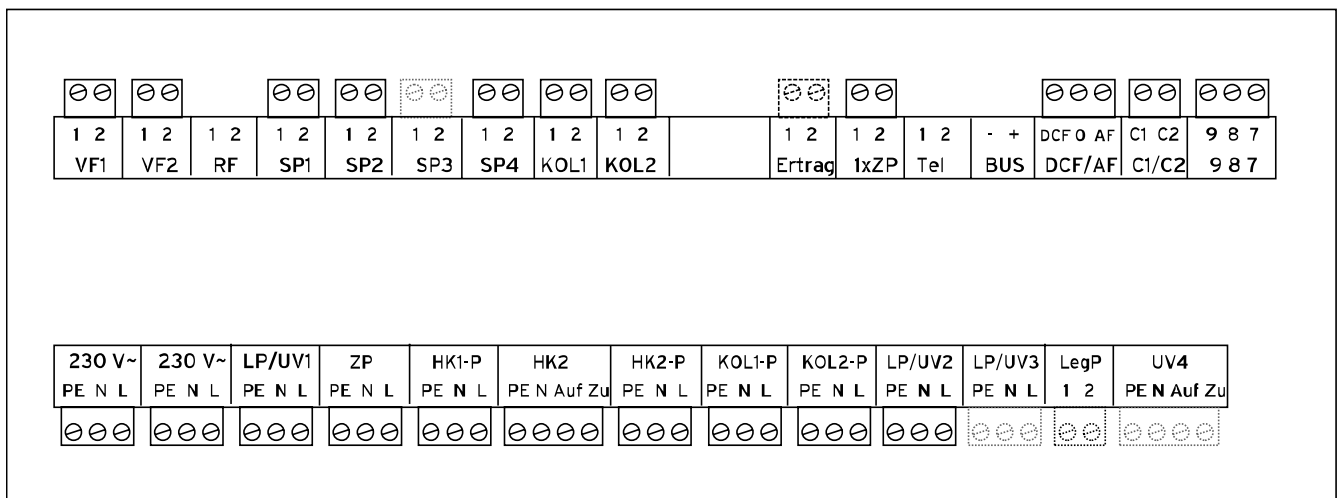 1 2 1 2 1 2 1 2 1 2 1 2 1 2 1 2 1 2 1 2 1 2 1 2 - + DCF O AF C1 C2 9 8 7
VF1 VF2 RF SP1 SP2 SP3 SP4 KOL1 KOL2 Ertrag 1xZP Tel BUS DCF/AF C1/C2 9 8 7
230 V~ 230 V~ LP/UV1 ZP HK1-P HK2 HK2-P KOL1-P KOL2-P LP/UV2 LP/UV3 LegP UV4
PE N L PE N L PE N L PE N L PE N L PE N Auf Zu PE N L PE N L PE N L PE N L PE N L 1 2 PE N Auf Zu